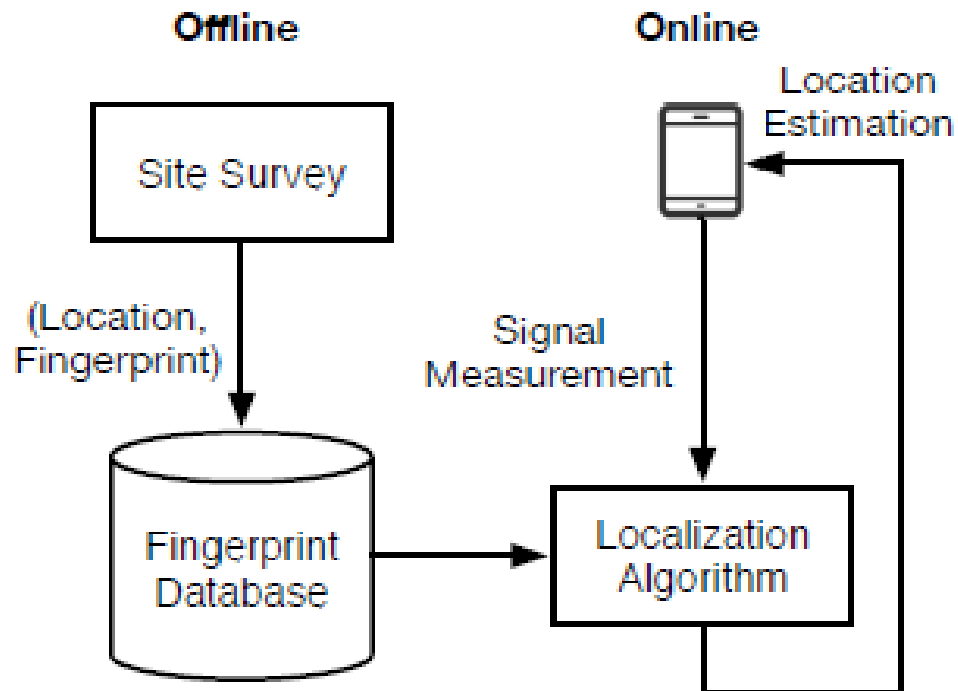 Offline
Online
Location
Estimation
Site Survey
(Location,
Fingerprint)
Signal
Measurement
Fingerprint
Database
Localization
Algorithm